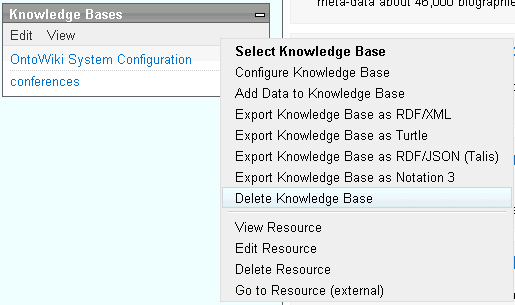 meta-data about 46,000 biographie
Knowledge Bases
Edit View
OntoWiki System Configuration
conferences
Select Knowledge Base
Configure Knowledge Base
Add Data to Knowledge Base
Export Knowledge Base as RDF/XML
Export Knowledge Base as Turtle
Export Knowledge Base as RDF/JSON (Talis)
Export Knowledge Base as Notation 3
Delete Knowledge Base
View Resource
Edit Resource
Delete Resource
Go to Resource (external)